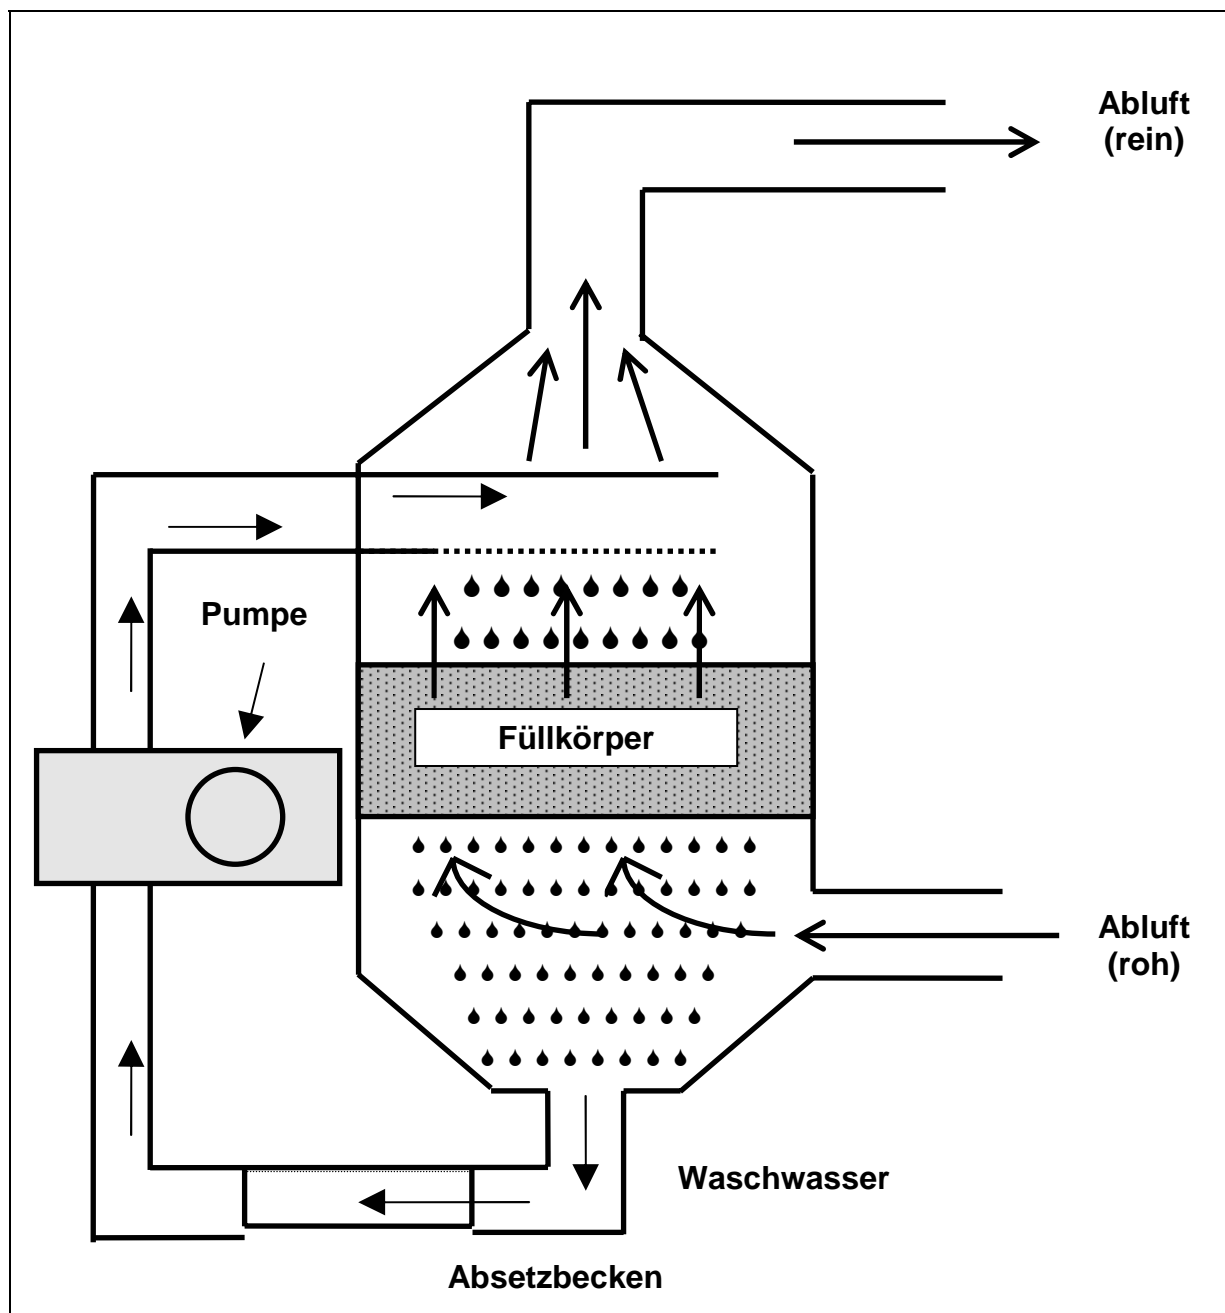 Abluft
(rein)
Pumpe
Füllkörper
Abluft
(roh)
Waschwasser
Absetzbecken